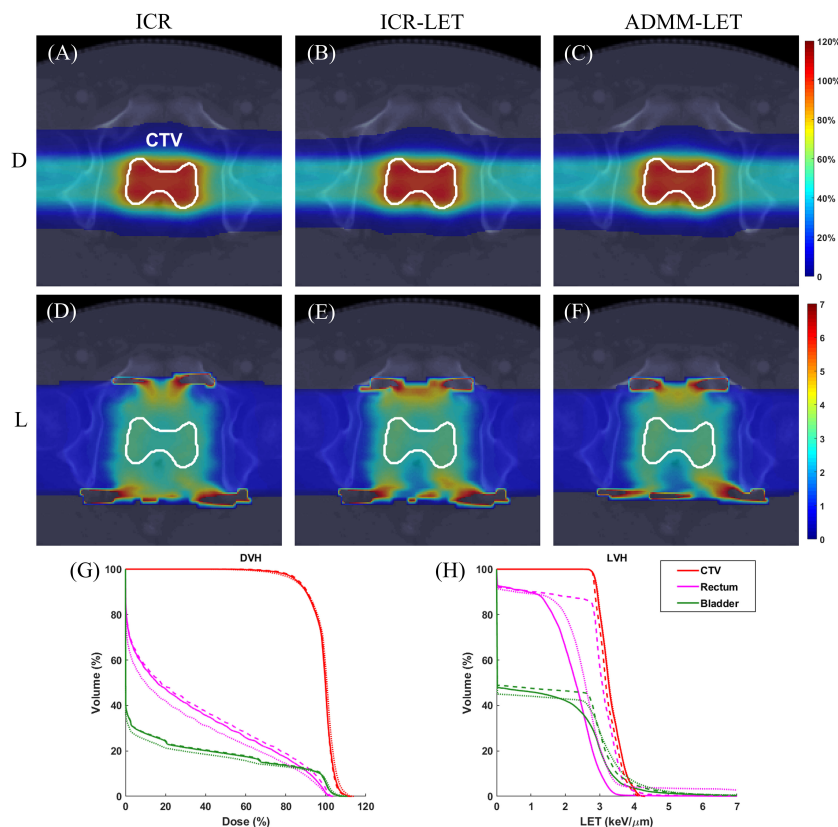 ICR ICR-LET ADMM-LET
(A) (B) (C)
CTV
D
120%
100%
80%
60%
40%
20%
0%
(D) (E) (F)
L
7
6
5
4
3
2
1
0
(G) DVH
100
80
60
40
20
0
Volume (%)
0 20 40 60 80 100 120
Dose (%)
(H) LVH
CTV
Rectum
Bladder
100
80
60
40
20
0
Volume (%)
0 1 2 3 4 5 6 7
LET (keV/μm)